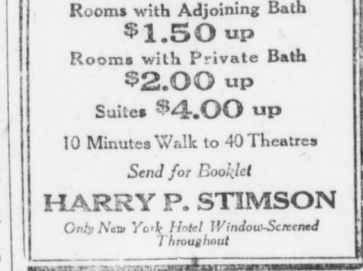 Rooms with Adjoining Bath
$1.50 up
Rooms with Private Bath
$2.00 up
Suites $4.00 up
10 Minutes Walk to 40 Theatres
Send for Booklet
HARRY P. STIMSON
Only New York Hotel Window-Screened
Throughout